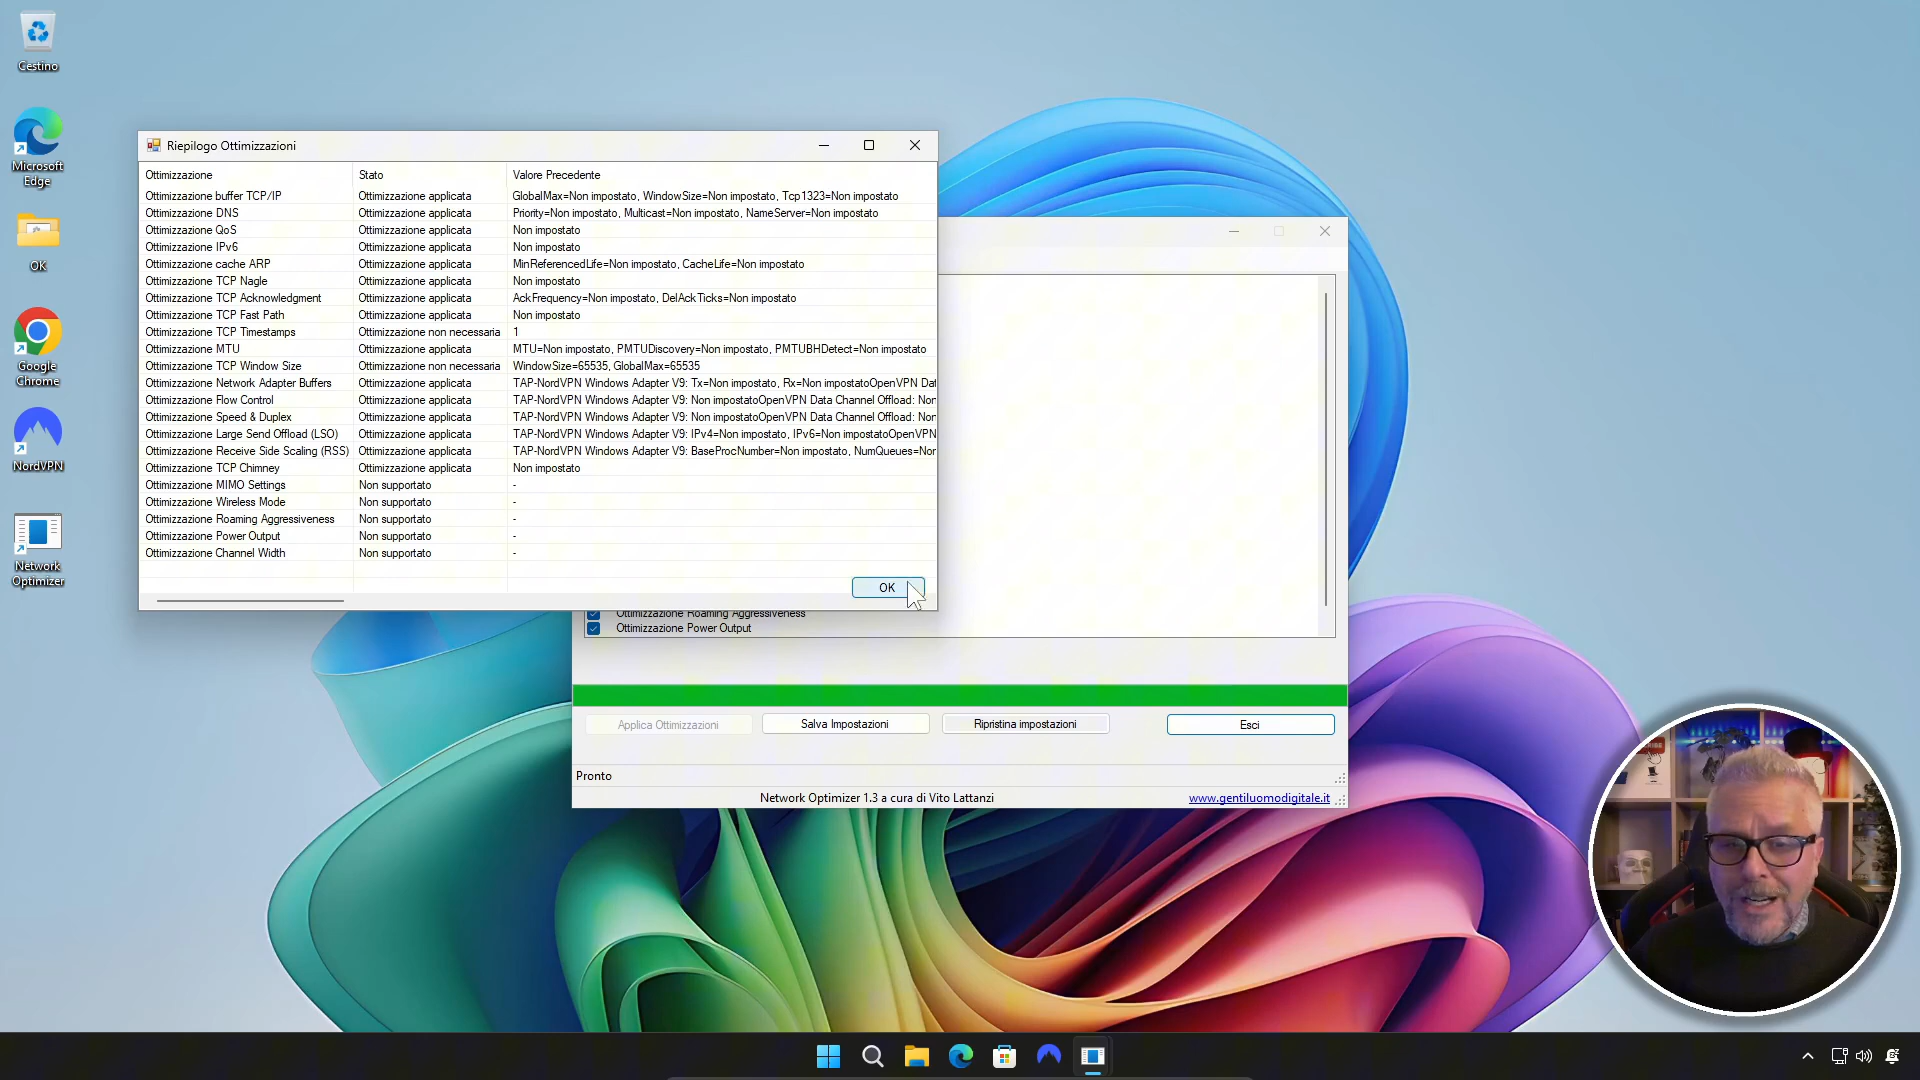 Cestino
Microsoft
Edge
OK
Google
Chrome
NordVPN
Network
Optimizer
Riepilogo Ottimizzazioni
Ottimizzazione Stato Valore Precedente
Ottimizzazione buffer TCP/IP Ottimizzazione applicata GlobalMax=Non impostato, WindowSize=Non impostato, Tcp1323=Non impostato
Ottimizzazione DNS Ottimizzazione applicata Priority=Non impostato, Multicast=Non impostato, NameServer=Non impostato
Ottimizzazione QoS Ottimizzazione applicata Non impostato
Ottimizzazione IPv6 Ottimizzazione applicata Non impostato
Ottimizzazione cache ARP Ottimizzazione applicata MinReferencedLife=Non impostato, CacheLife=Non impostato
Ottimizzazione TCP Nagle Ottimizzazione applicata Non impostato
Ottimizzazione TCP Acknowledgment Ottimizzazione applicata AckFrequency=Non impostato, DelAckTicks=Non impostato
Ottimizzazione TCP Fast Path Ottimizzazione applicata Non impostato
Ottimizzazione TCP Timestamps Ottimizzazione non necessaria 1
Ottimizzazione MTU Ottimizzazione applicata MTU=Non impostato, PMTUDiscovery=Non impostato, PMTUBHDetect=Non impostato
Ottimizzazione TCP Window Size Ottimizzazione non necessaria WindowSize=65535, GlobalMax=65535
Ottimizzazione Network Adapter Buffers Ottimizzazione applicata TAP-NordVPN Windows Adapter V9: Tx=Non impostato, Rx=Non impostatoOpenVPN Dat
Ottimizzazione Flow Control Ottimizzazione applicata TAP-NordVPN Windows Adapter V9: Non impostatoOpenVPN Data Channel Offload: Non
Ottimizzazione Speed & Duplex Ottimizzazione applicata TAP-NordVPN Windows Adapter V9: Non impostatoOpenVPN Data Channel Offload: Non
Ottimizzazione Large Send Offload (LSO) Ottimizzazione applicata TAP-NordVPN Windows Adapter V9: IPv4=Non impostato, IPv6=Non impostatoOpenVPN
Ottimizzazione Receive Side Scaling (RSS) Ottimizzazione applicata TAP-NordVPN Windows Adapter V9: BaseProcNumber=Non impostato, NumQueues=Nor
Ottimizzazione TCP Chimney Ottimizzazione applicata Non impostato
Ottimizzazione MIMO Settings Non supportato -
Ottimizzazione Wireless Mode Non supportato -
Ottimizzazione Roaming Aggressiveness Non supportato -
Ottimizzazione Power Output Non supportato -
Ottimizzazione Channel Width Non supportato -
OK
Ottimizzazione Roaming Aggressiveness
Ottimizzazione Power Output
Applica Ottimizzazioni Salva Impostazioni Ripristina impostazioni Esci
Pronto
Network Optimizer 1.3 a cura di Vito Lattanzi www.gentiluomodigitale.it